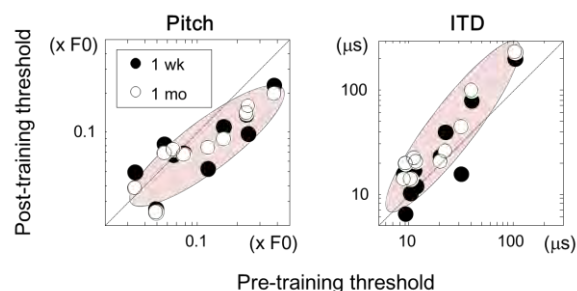 Pitch
ITD
(x F0)
(μs)
1 wk
1 mo
Post-training threshold
0.1
100
10
0.1
(x F0)
10
100
(μs)
Pre-training threshold